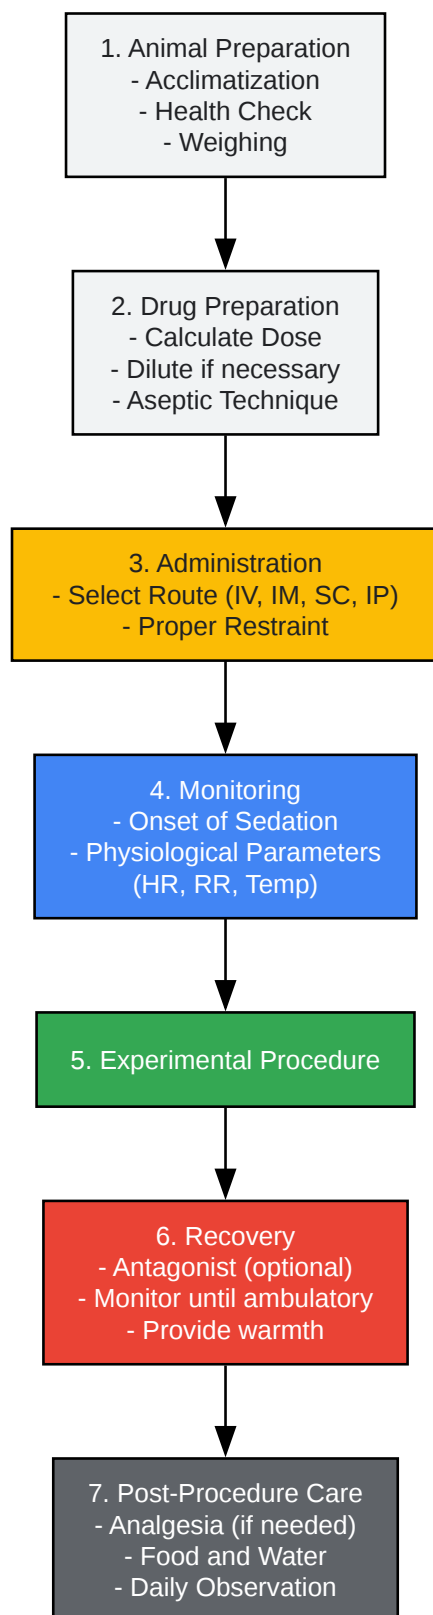 1. Animal Preparation
- Acclimatization
- Health Check
- Weighing
2. Drug Preparation
- Calculate Dose
- Dilute if necessary
- Aseptic Technique
3. Administration
- Select Route (IV, IM, SC, IP)
- Proper Restraint
4. Monitoring
- Onset of Sedation
- Physiological Parameters
(HR, RR, Temp)
5. Experimental Procedure
6. Recovery
- Antagonist (optional)
- Monitor until ambulatory
- Provide warmth
7. Post-Procedure Care
- Analgesia (if needed)
- Food and Water
- Daily Observation